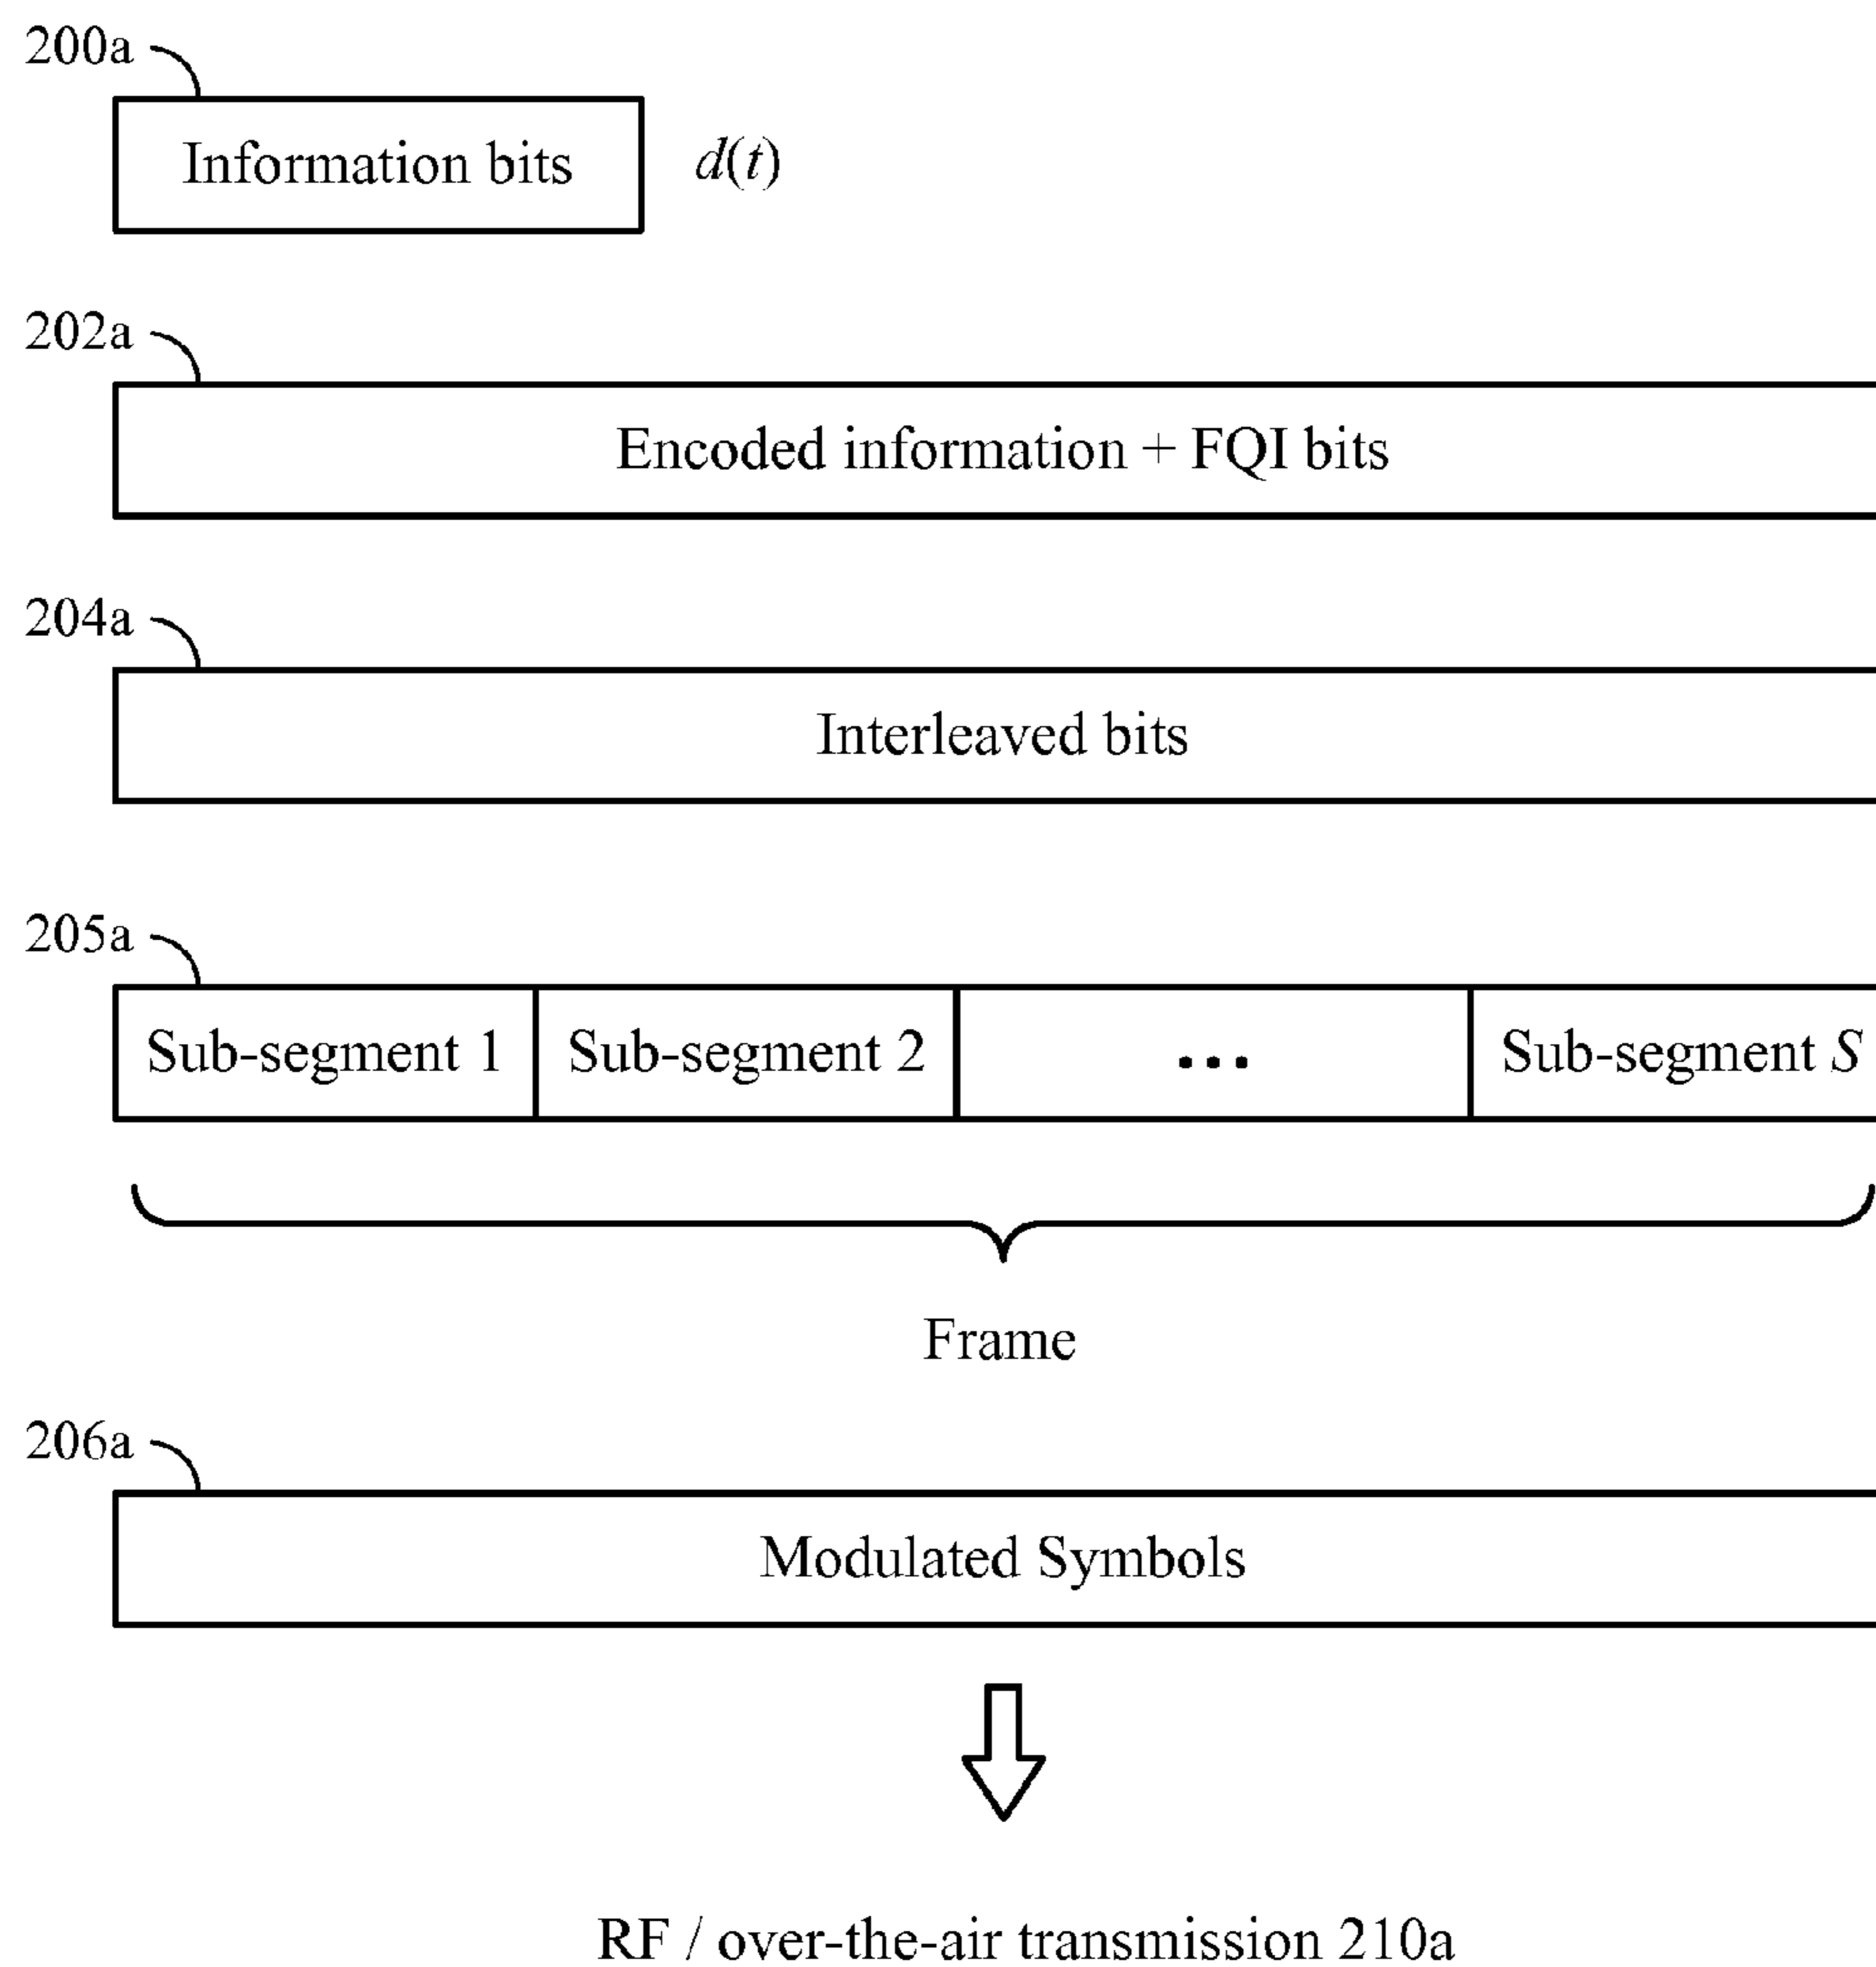 200a
Information bits d(t)
202a
Encoded information + FQI bits
204a
Interleaved bits
205a
Sub-segment 1 Sub-segment 2 ... Sub-segment S
Frame
206a
Modulated Symbols
RF / over-the-air transmission 210a